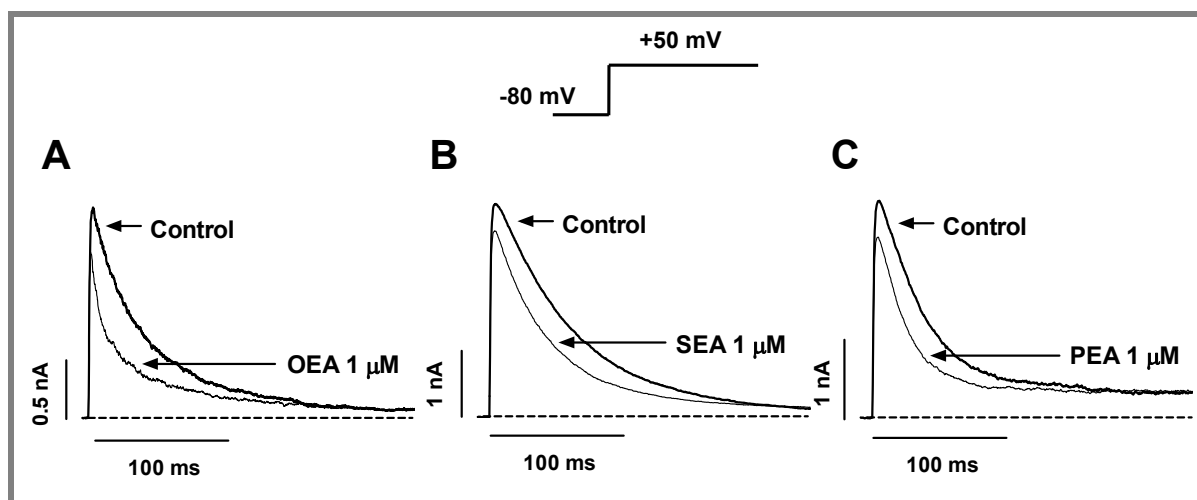 +50 mV
-80 mV
A
Control
OEA 1 μM
0.5 nA
100 ms
B
Control
SEA 1 μM
1 nA
100 ms
C
Control
PEA 1 μM
1 nA
100 ms